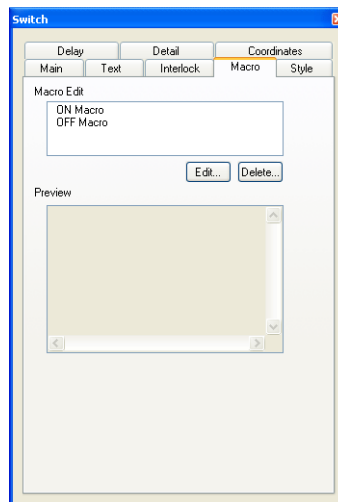 Switch
Delay Detail Coordinates
Main Text Interlock Macro Style
Macro Edit
ON Macro
OFF Macro
Edit... Delete...
Preview